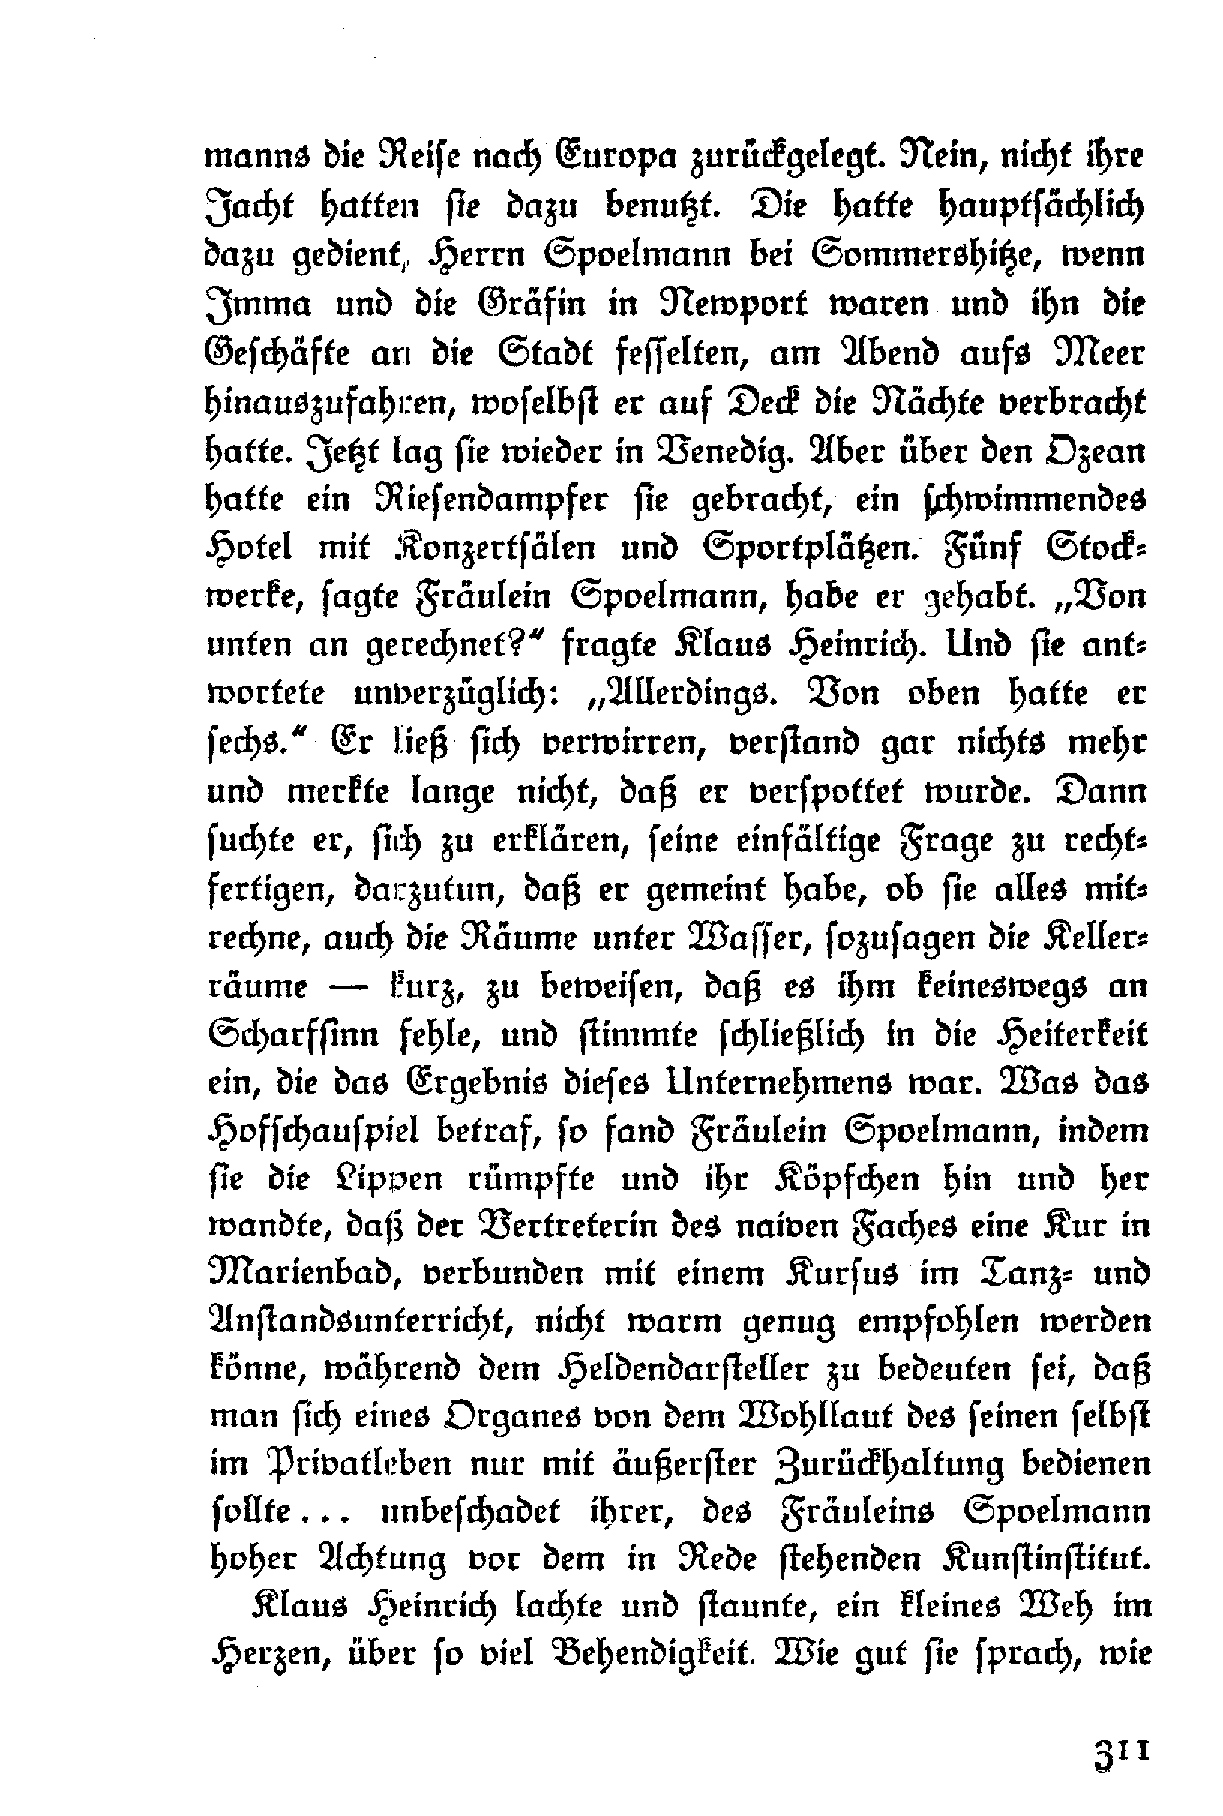 manns die Reise nach Europa zurückgelegt. Nein, nicht ihre
Jacht hatten sie dazu benutzt. Die hatte hauptsächlich
dazu gedient, Herrn Spoelmann bei Sommershitze, wenn
Imma und die Gräfin in Newport waren und ihn die
Geschäfte an die Stadt fesselten, am Abend aufs Meer
hinauszufahren, woselbst er auf Deck die Nächte verbracht
hatte. Jetzt lag sie wieder in Venedig. Aber über den Ozean
hatte ein Riesendampfer sie gebracht, ein schwimmendes
Hotel mit Konzertsälen und Sportplätzen. Fünf Stock-
werke, sagte Fräulein Spoelmann, habe er gehabt. „Von
unten an gerechnet?“ fragte Klaus Heinrich. Und sie ant-
wortete unverzüglich: „Allerdings. Von oben hatte er
sechs.“ Er ließ sich verwirren, verstand gar nichts mehr
und merkte lange nicht, daß er verspottet wurde. Dann
suchte er, sich zu erklären, seine einfältige Frage zu recht-
fertigen, darzutun, daß er gemeint habe, ob sie alles mit-
rechne, auch die Räume unter Wasser, sozusagen die Keller-
räume — kurz, zu beweisen, daß es ihm keineswegs an
Scharfsinn fehle, und stimmte schließlich in die Heiterkeit
ein, die das Ergebnis dieses Unternehmens war. Was das
Hofschauspiel betraf, so fand Fräulein Spoelmann, indem
sie die Lippen rümpfte und ihr Köpfchen hin und her
wandte, daß der Vertreterin des naiven Faches eine Kur in
Marienbad, verbunden mit einem Kursus im Tanz- und
Anstandsunterricht, nicht warm genug empfohlen werden
könne, während dem Heldendarsteller zu bedeuten sei, daß
man sich eines Organes von dem Wohllaut des seinen selbst
im Privatleben nur mit äußerster Zurückhaltung bedienen
sollte... unbeschadet ihrer, des Fräuleins Spoelmann
hoher Achtung vor dem in Rede stehenden Kunstinstitut.
Klaus Heinrich lachte und staunte, ein kleines Weh im
Herzen, über so viel Behendigkeit. Wie gut sie sprach, wie
311